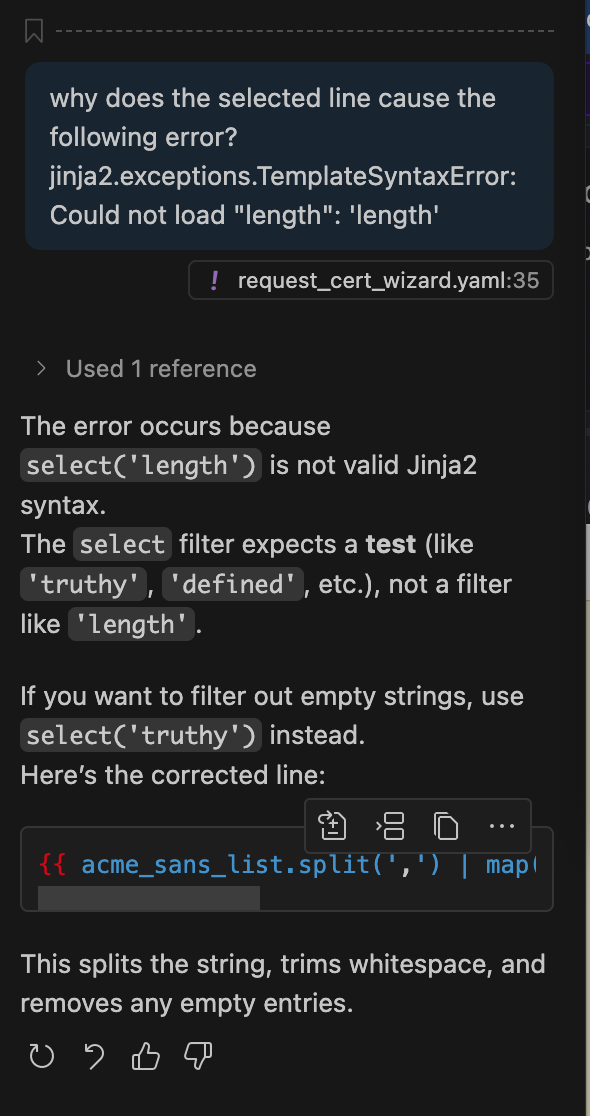 why does the selected line cause the
following error?
jinja2.exceptions.TemplateSyntaxError:
Could not load "length": 'length'
! request_cert_wizard.yaml:35
Used 1 reference
The error occurs because
select('length') is not valid Jinja2
syntax.
The select filter expects a test (like
'truthy', 'defined', etc.), not a filter
like 'length'.
If you want to filter out empty strings, use
select('truthy') instead.
Here's the corrected line:
{{ acme_sans_list.split(',') | map(
This splits the string, trims whitespace, and
removes any empty entries.